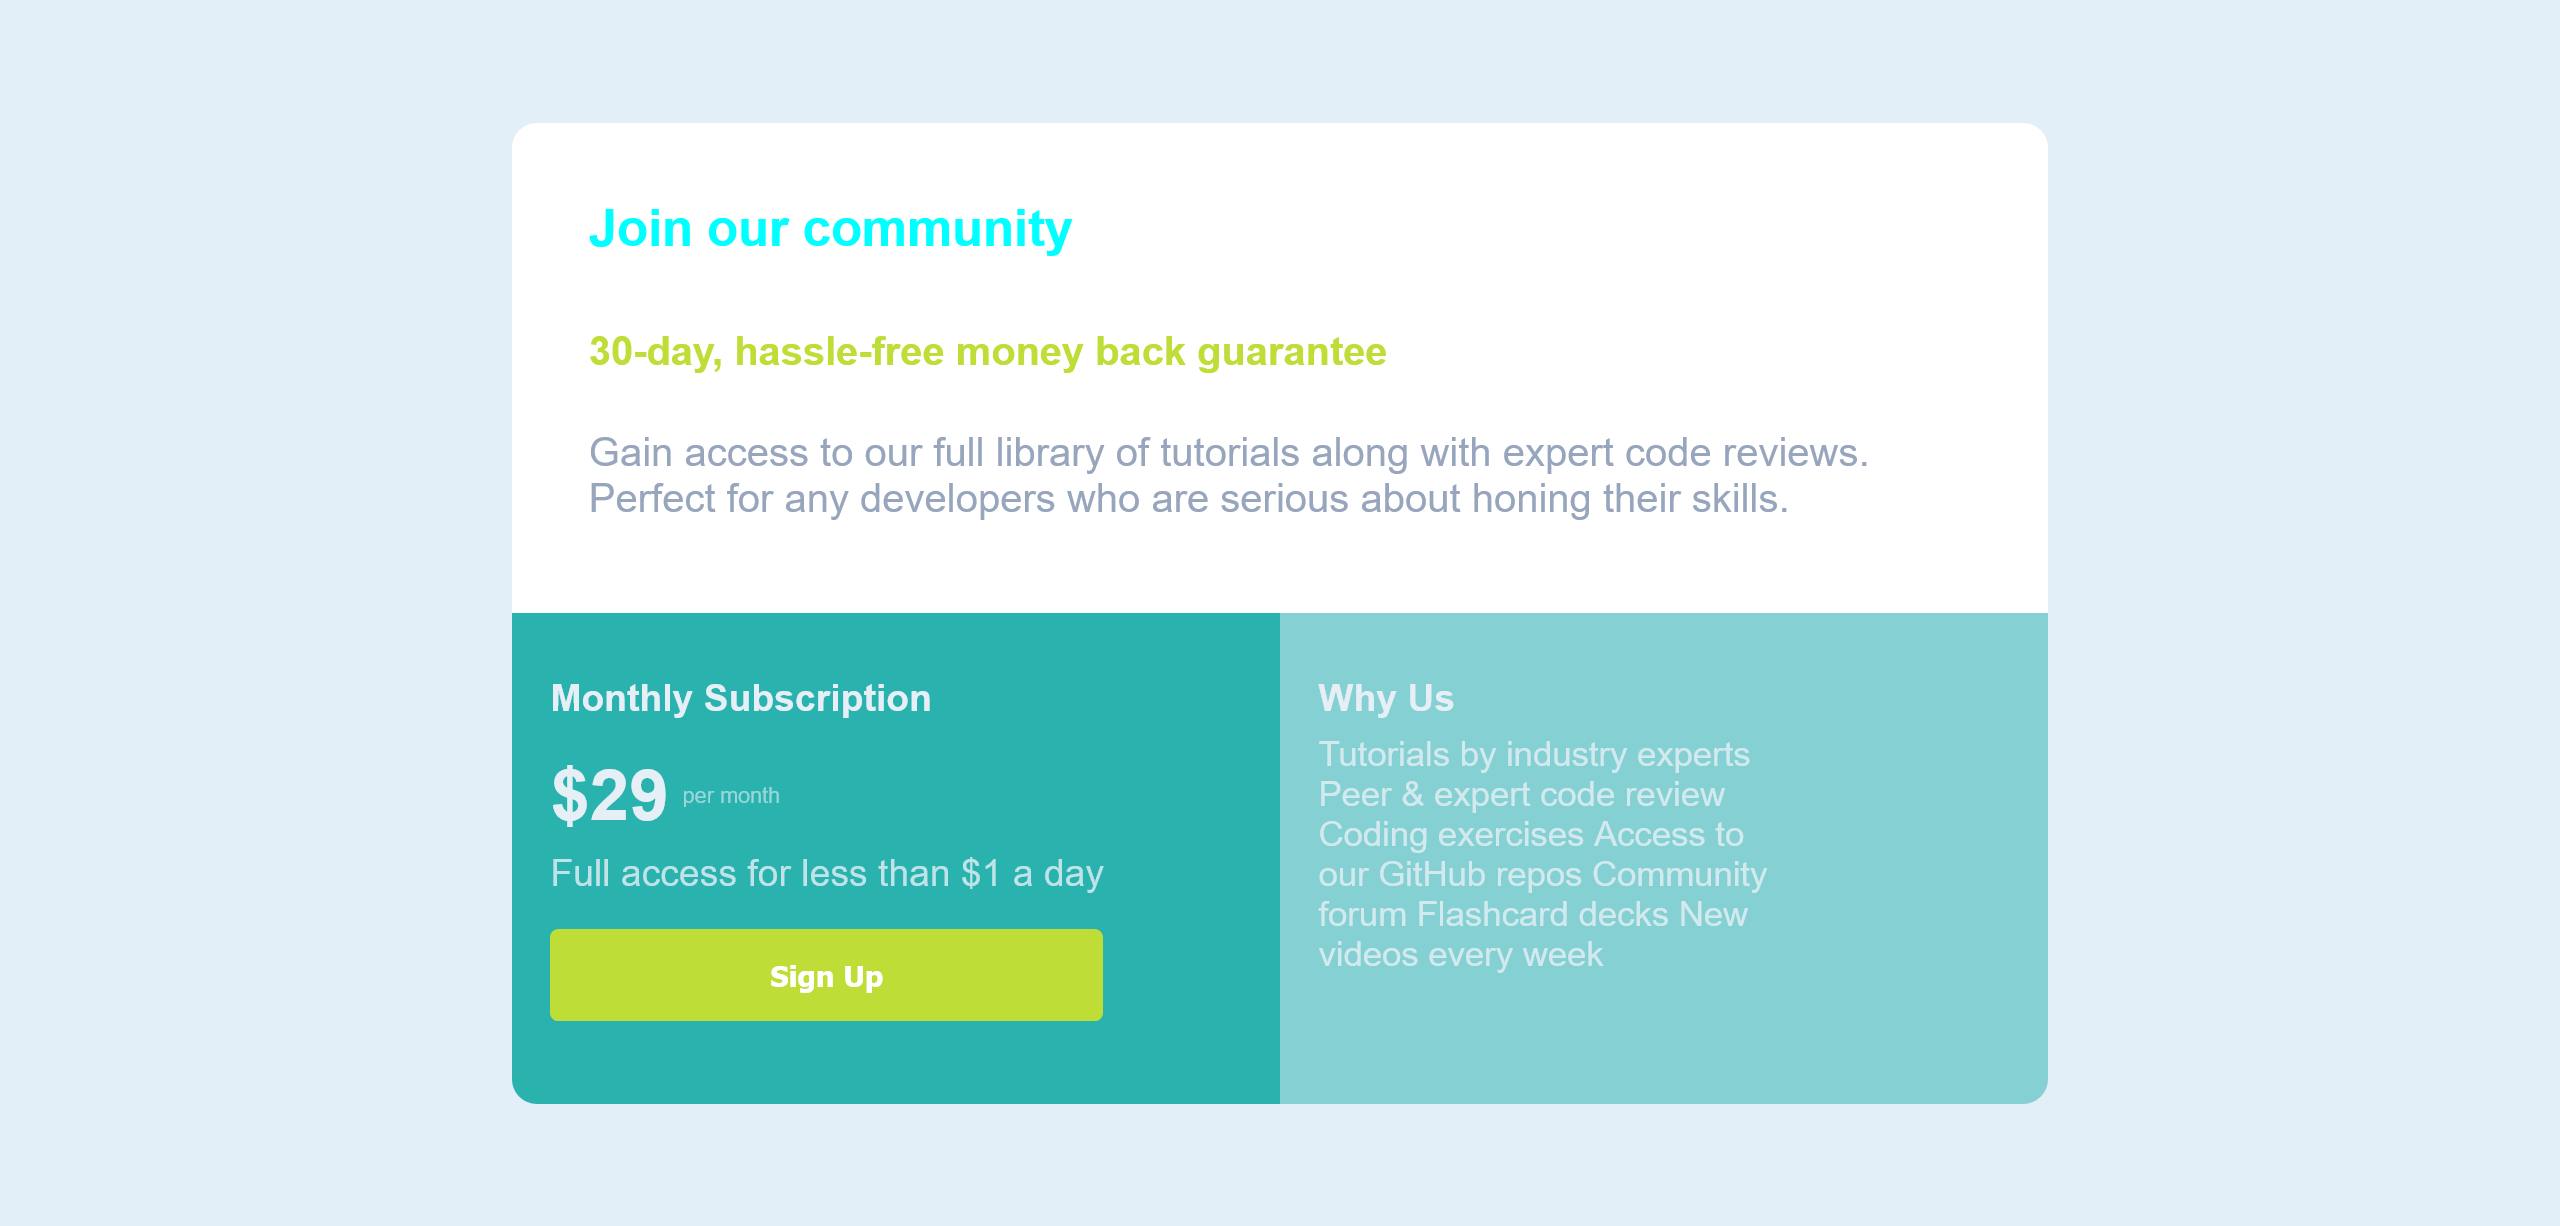 Join our community
30-day, hassle-free money back guarantee
Gain access to our full library of tutorials along with expert code reviews.
Perfect for any developers who are serious about honing their skills.
Monthly Subscription
$29 per month
Full access for less than $1 a day
Sign Up
Why Us
Tutorials by industry experts
Peer & expert code review
Coding exercises Access to
our GitHub repos Community
forum Flashcard decks New
videos every week